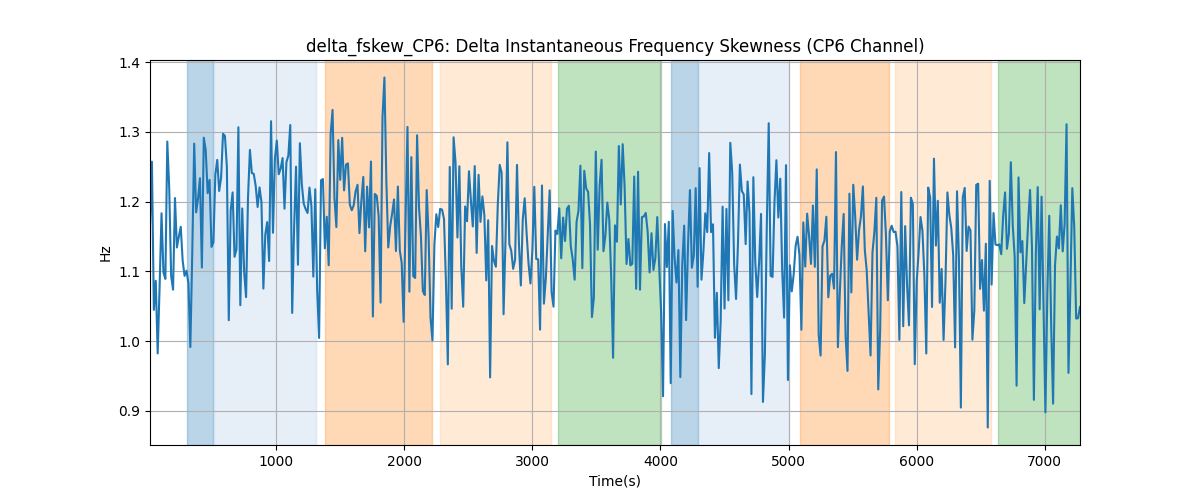 delta_fskew_CP6: Delta Instantaneous Frequency Skewness (CP6 Channel)
1.4
1.3
1.2
1.1
1.0
0.9
Hz
1000 2000 3000 4000 5000 6000 7000
Time(s)